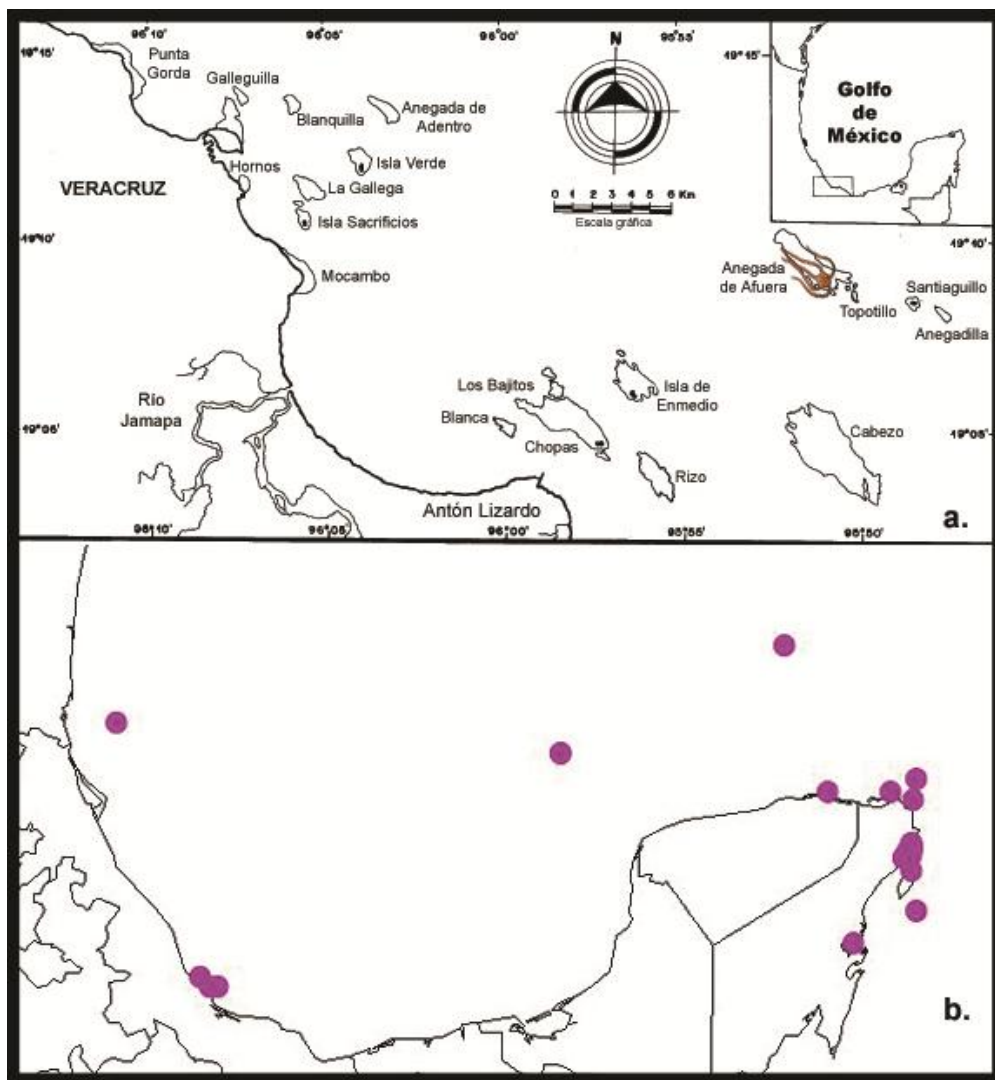 96°10'
96°05'
96°00'
95°55'
19°15'
Punta
Gorda
Galleguilla
Blanquilla
Anegada de
Adentro
Hornos
Isla Verde
VERACRUZ
La Gallega
Isla Sacrificios
19°10'
Mocambo
N
0 1 2 3 4 5 6 Km
Escala gráfica
19°15'
Golfo
de
México
19°10'
Anegada
de Afuera
Santiaguillo
Topotillo
Anegadilla
Río
Jamapa
Los Bajitos
Isla de
Enmedio
Blanca
Chopas
Cabezo
19°05'
19°05'
Rizo
Antón Lizardo
a.
96°10'
96°05'
96°00'
95°50'
b.